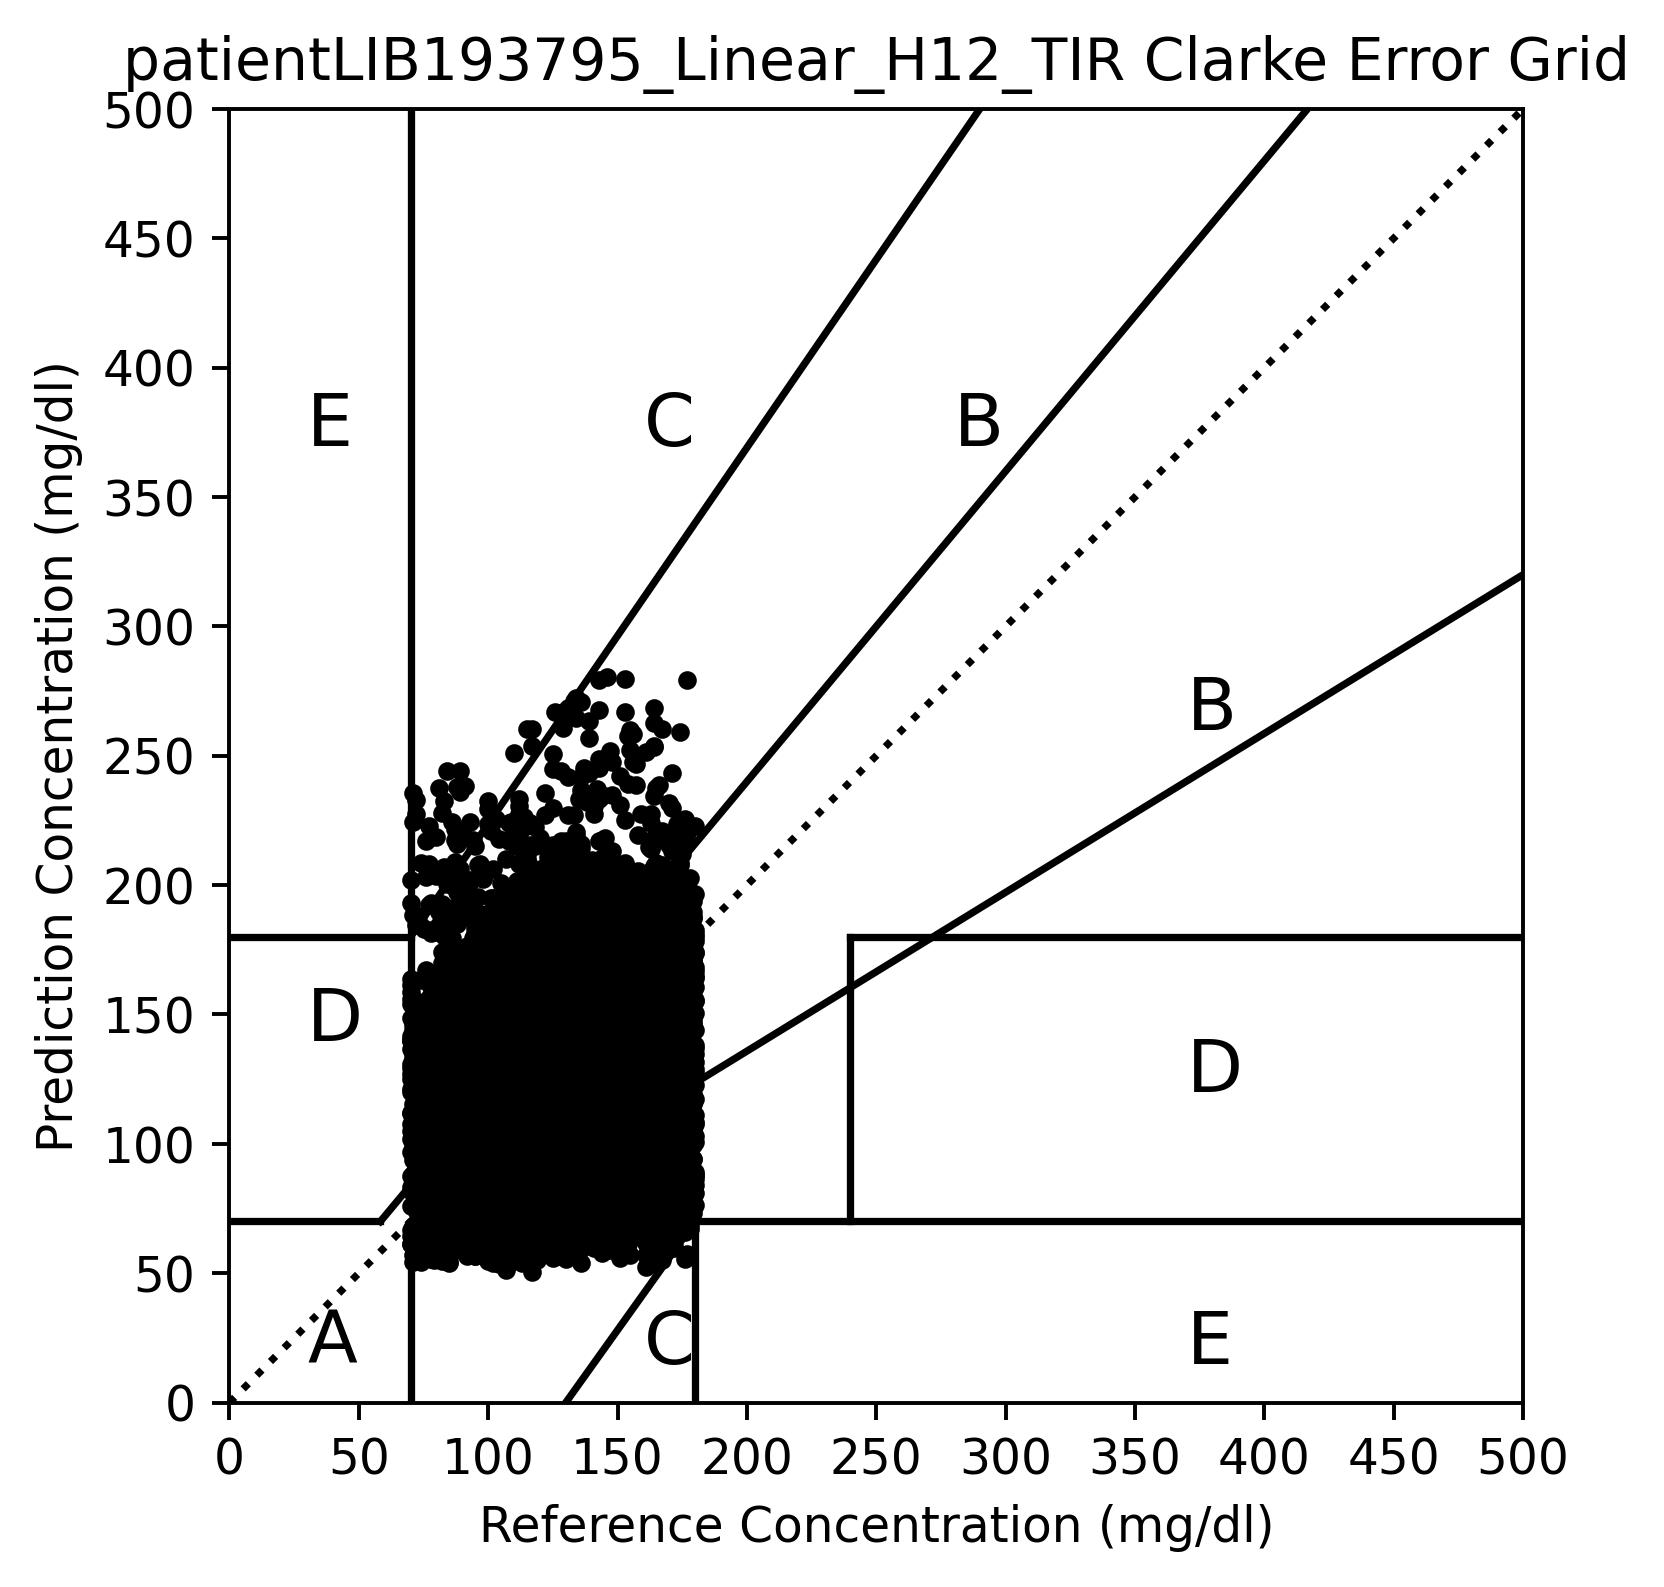 patientLIB193795_Linear_H12_TIR Clarke Error Grid
500
450
400
350
300
250
200
150
100
50
0
Prediction Concentration (mg/dl)
E
C
B
B
D
D
A
C
E
0 50 100 150 200 250 300 350 400 450 500
Reference Concentration (mg/dl)